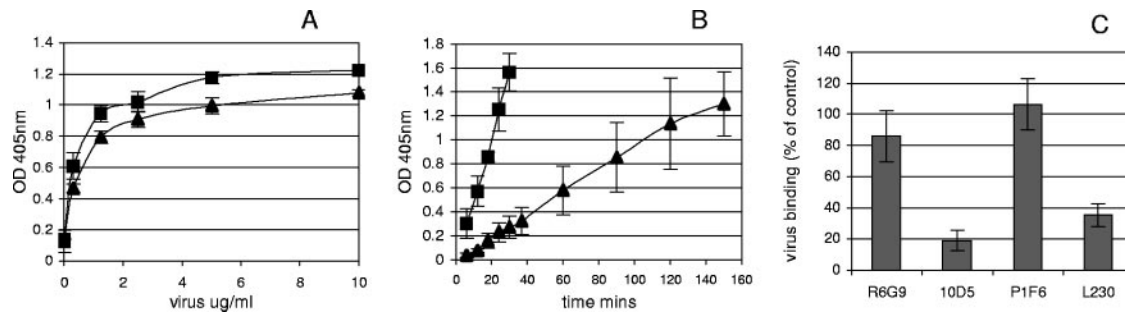 A
OD 405nm
1.4
1.2
1
0.8
0.6
0.4
0.2
0
0 2 4 6 8 10
virus ug/ml
B
OD 405nm
1.8
1.6
1.4
1.2
1
0.8
0.6
0.4
0.2
0
0 20 40 60 80 100 120 140 160
time mins
C
virus binding (% of control)
140
120
100
80
60
40
20
0
R6G9 10D5 P1F6 L230